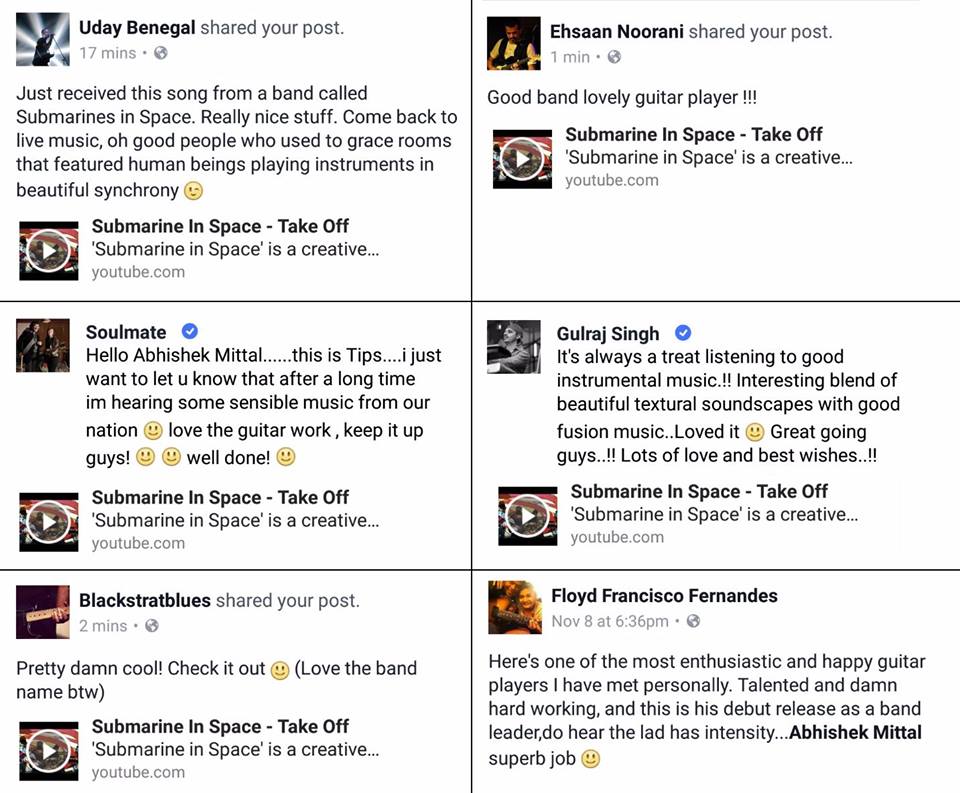 Uday Benegal shared your post.
17 mins •
Just received this song from a band called
Submarines in Space. Really nice stuff. Come back to
live music, oh good people who used to grace rooms
that featured human beings playing instruments in
beautiful synchrony 😉
Submarine In Space - Take Off
'Submarine in Space' is a creative...
youtube.com
Ehsaan Noorani shared your post.
1 min •
Good band lovely guitar player !!!
Submarine In Space - Take Off
'Submarine in Space' is a creative...
youtube.com
Soulmate
Hello Abhishek Mittal......this is Tips....i just
want to let u know that after a long time
im hearing some sensible music from our
nation 🙂 love the guitar work , keep it up
guys! 🙂 🙂 well done! 🙂
Submarine In Space - Take Off
'Submarine in Space' is a creative...
youtube.com
Gulraj Singh
It's always a treat listening to good
instrumental music.!! Interesting blend of
beautiful textural soundscapes with good
fusion music..Loved it 🙂 Great going
guys..!! Lots of love and best wishes..!!
Submarine In Space - Take Off
'Submarine in Space' is a creative...
youtube.com
Blackstratblues shared your post.
2 mins •
Pretty damn cool! Check it out 🙂 (Love the band
name btw)
Submarine In Space - Take Off
'Submarine in Space' is a creative...
youtube.com
Floyd Francisco Fernandes
Nov 8 at 6:36pm •
Here's one of the most enthusiastic and happy guitar
players I have met personally. Talented and damn
hard working, and this is his debut release as a band
leader,do hear the lad has intensity...Abhishek Mittal
superb job 🙂